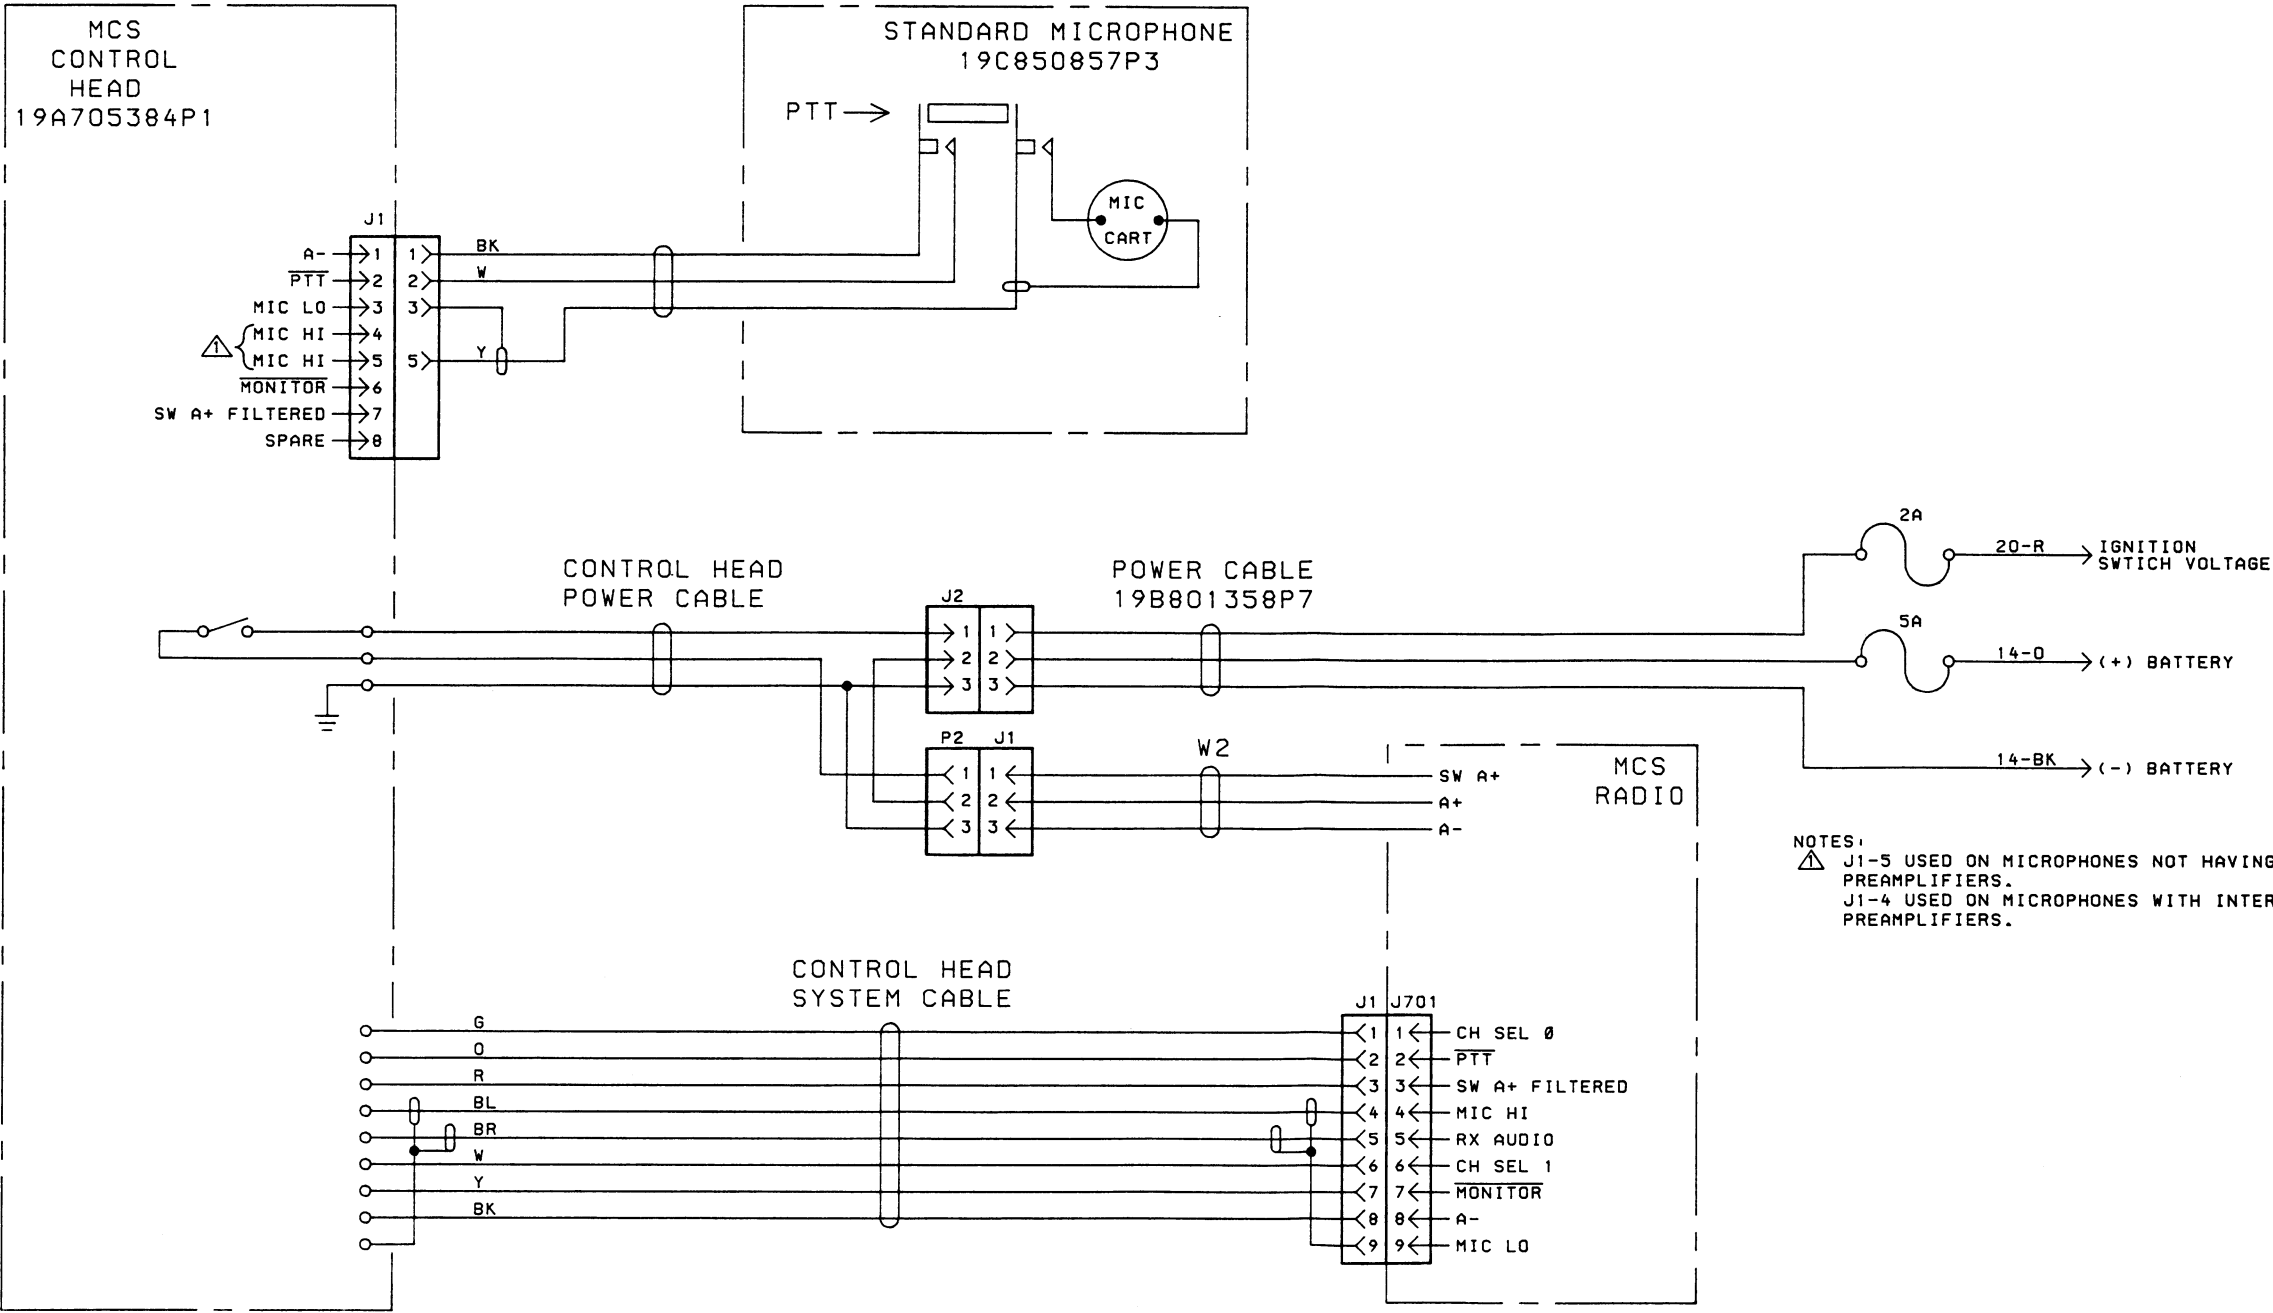 MCS
CONTROL
HEAD
19A705384P1
STANDARD MICROPHONE
19C850857P3
PTT
MIC
CART
J1
A- 1 1 BK
PTT 2 2 W
MIC LO 3 3
MIC HI 4
1
MIC HI 5 5 Y
MONITOR 6
SW A+ FILTERED 7
SPARE 8
CONTROL HEAD
POWER CABLE
J2
1 1
2 2
3 3
POWER CABLE
19B801358P7
2A
20-R IGNITION
SWTICH VOLTAGE
5A
14-O (+) BATTERY
14-BK (-) BATTERY
P2 J1
W2
1 1 SW A+
2 2 A+
3 3 A-
MCS
RADIO
NOTES:
1 J1-5 USED ON MICROPHONES NOT HAVING
PREAMPLIFIERS.
J1-4 USED ON MICROPHONES WITH INTER
PREAMPLIFIERS.
CONTROL HEAD
SYSTEM CABLE
J1 J701
G 1 1 CH SEL 0
O 2 2 PTT
R 3 3 SW A+ FILTERED
BL 4 4 MIC HI
BR 5 5 RX AUDIO
W 6 6 CH SEL 1
Y 7 7 MONITOR
BK 8 8 A-
9 9 MIC LO